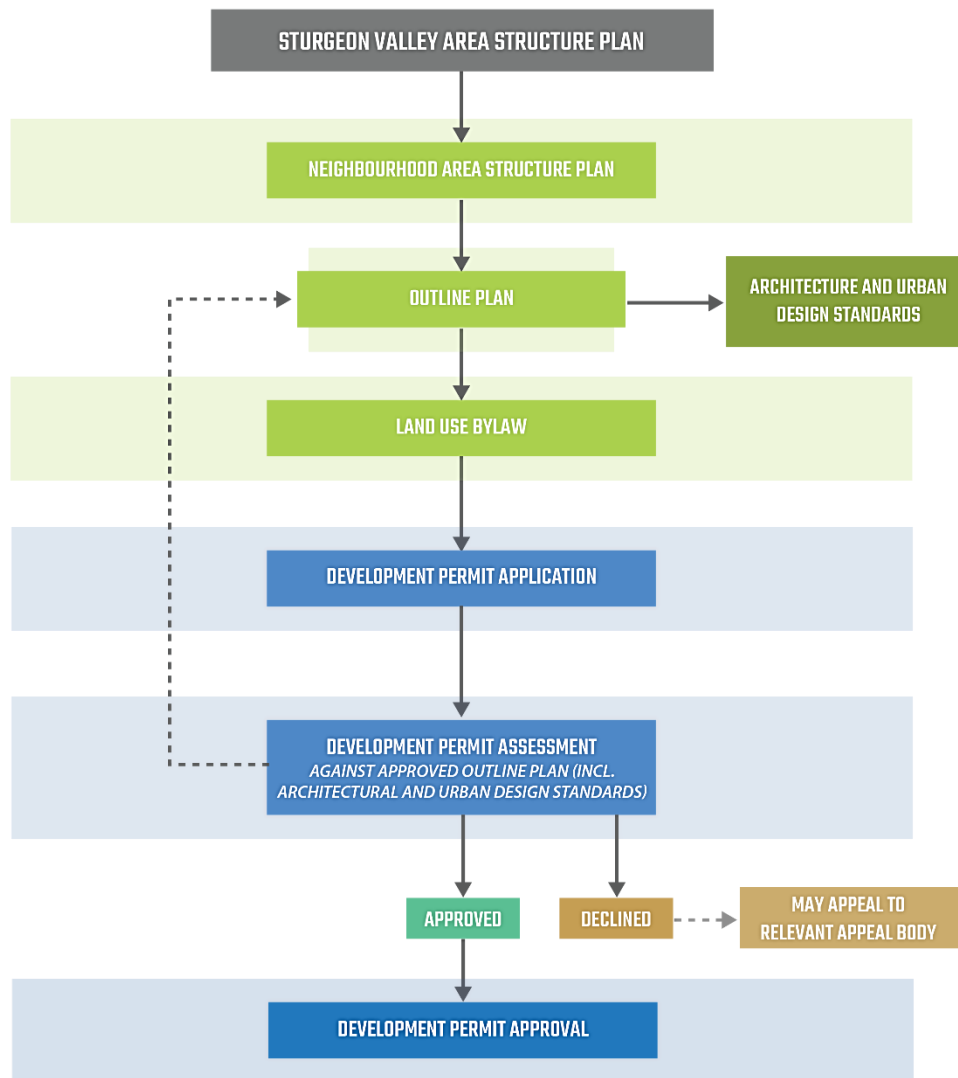 STURGEON VALLEY AREA STRUCTURE PLAN
NEIGHBOURHOOD AREA STRUCTURE PLAN
OUTLINE PLAN
ARCHITECTURE AND URBAN
DESIGN STANDARDS
LAND USE BYLAW
DEVELOPMENT PERMIT APPLICATION
DEVELOPMENT PERMIT ASSESSMENT
AGAINST APPROVED OUTLINE PLAN (INCL.
ARCHITECTURAL AND URBAN DESIGN STANDARDS)
APPROVED
DECLINED
MAY APPEAL TO
RELEVANT APPEAL BODY
DEVELOPMENT PERMIT APPROVAL